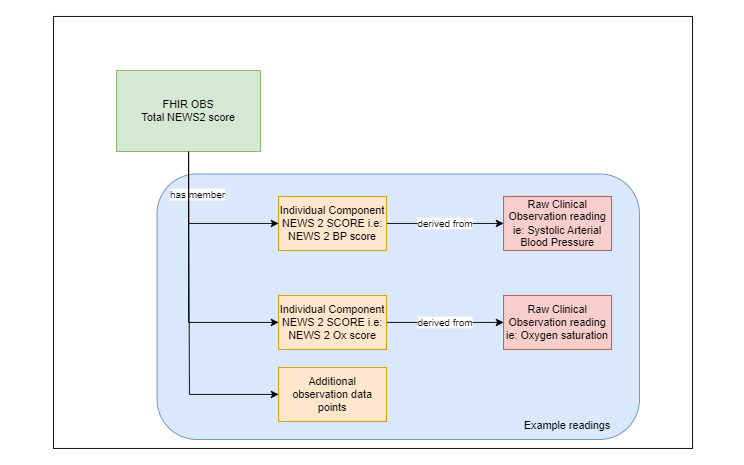 FHIR OBS
Total NEWS2 score
has member
Individual Component
NEWS 2 SCORE i.e:
NEWS 2 BP score
derived from
Raw Clinical
Observation reading
ie: Systolic Arterial
Blood Pressure
Individual Component
NEWS 2 SCORE i.e:
NEWS 2 Ox score
derived from
Raw Clinical
Observation reading
ie: Oxygen saturation
Additional
observation data
points
Example readings